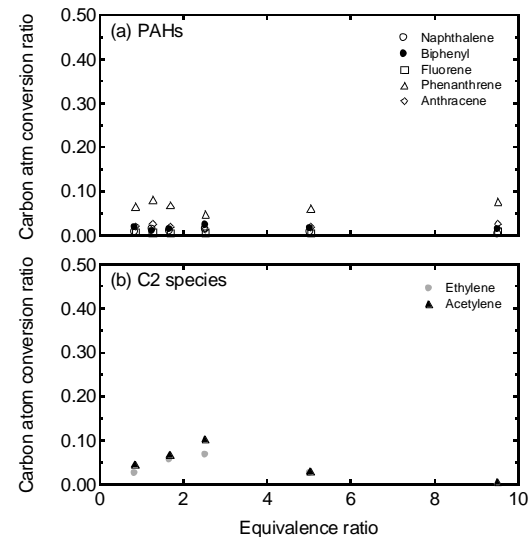 0.50
(a) PAHs
Naphthalene
Biphenyl
Fluorene
Phenanthrene
Anthracene
0.40
0.30
0.20
0.10
0.00
Carbon atm conversion ratio
0.50
(b) C2 species
Ethylene
Acetylene
0.40
0.30
0.20
0.10
0.00
Carbon atom conversion ratio
0 2 4 6 8 10
Equivalence ratio